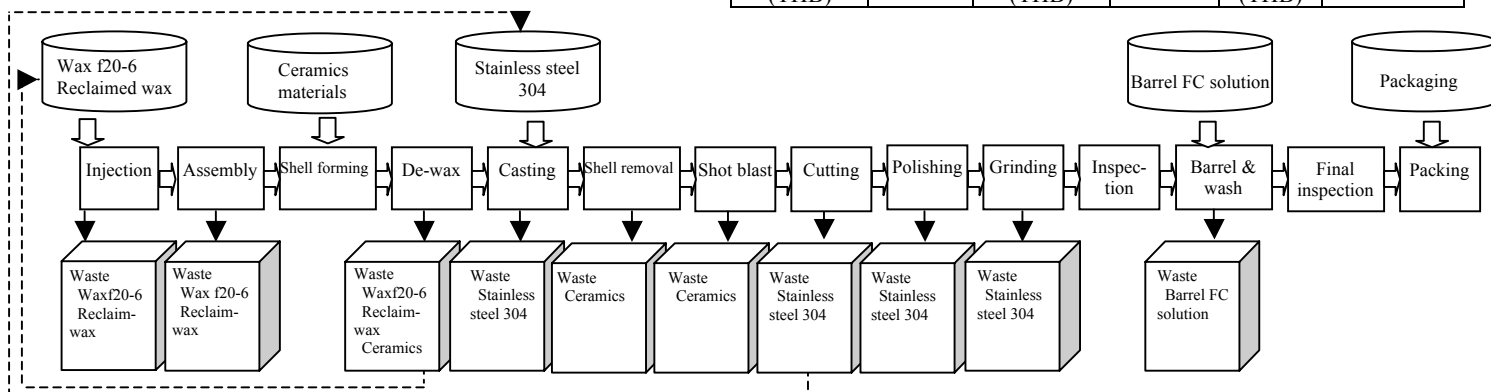 (THB)
(THB)
(THB)
Wax f20-6
Reclaimed wax
Ceramics
materials
Stainless steel
304
Barrel FC solution
Packaging
Injection
Assembly
Shell forming
De-wax
Casting
Shell removal
Shot blast
Cutting
Polishing
Grinding
Inspec-
tion
Barrel &
wash
Final
inspection
Packing
Waste
Waxf20-6
Reclaim-
wax
Waste
Wax f20-6
Reclaim-
wax
Waste
Waxf20-6
Reclaim-
wax
Ceramics
Waste
Stainless
steel 304
Waste
Ceramics
Waste
Ceramics
Waste
Stainless
steel 304
Waste
Stainless
steel 304
Waste
Stainless
steel 304
Waste
Barrel FC
solution